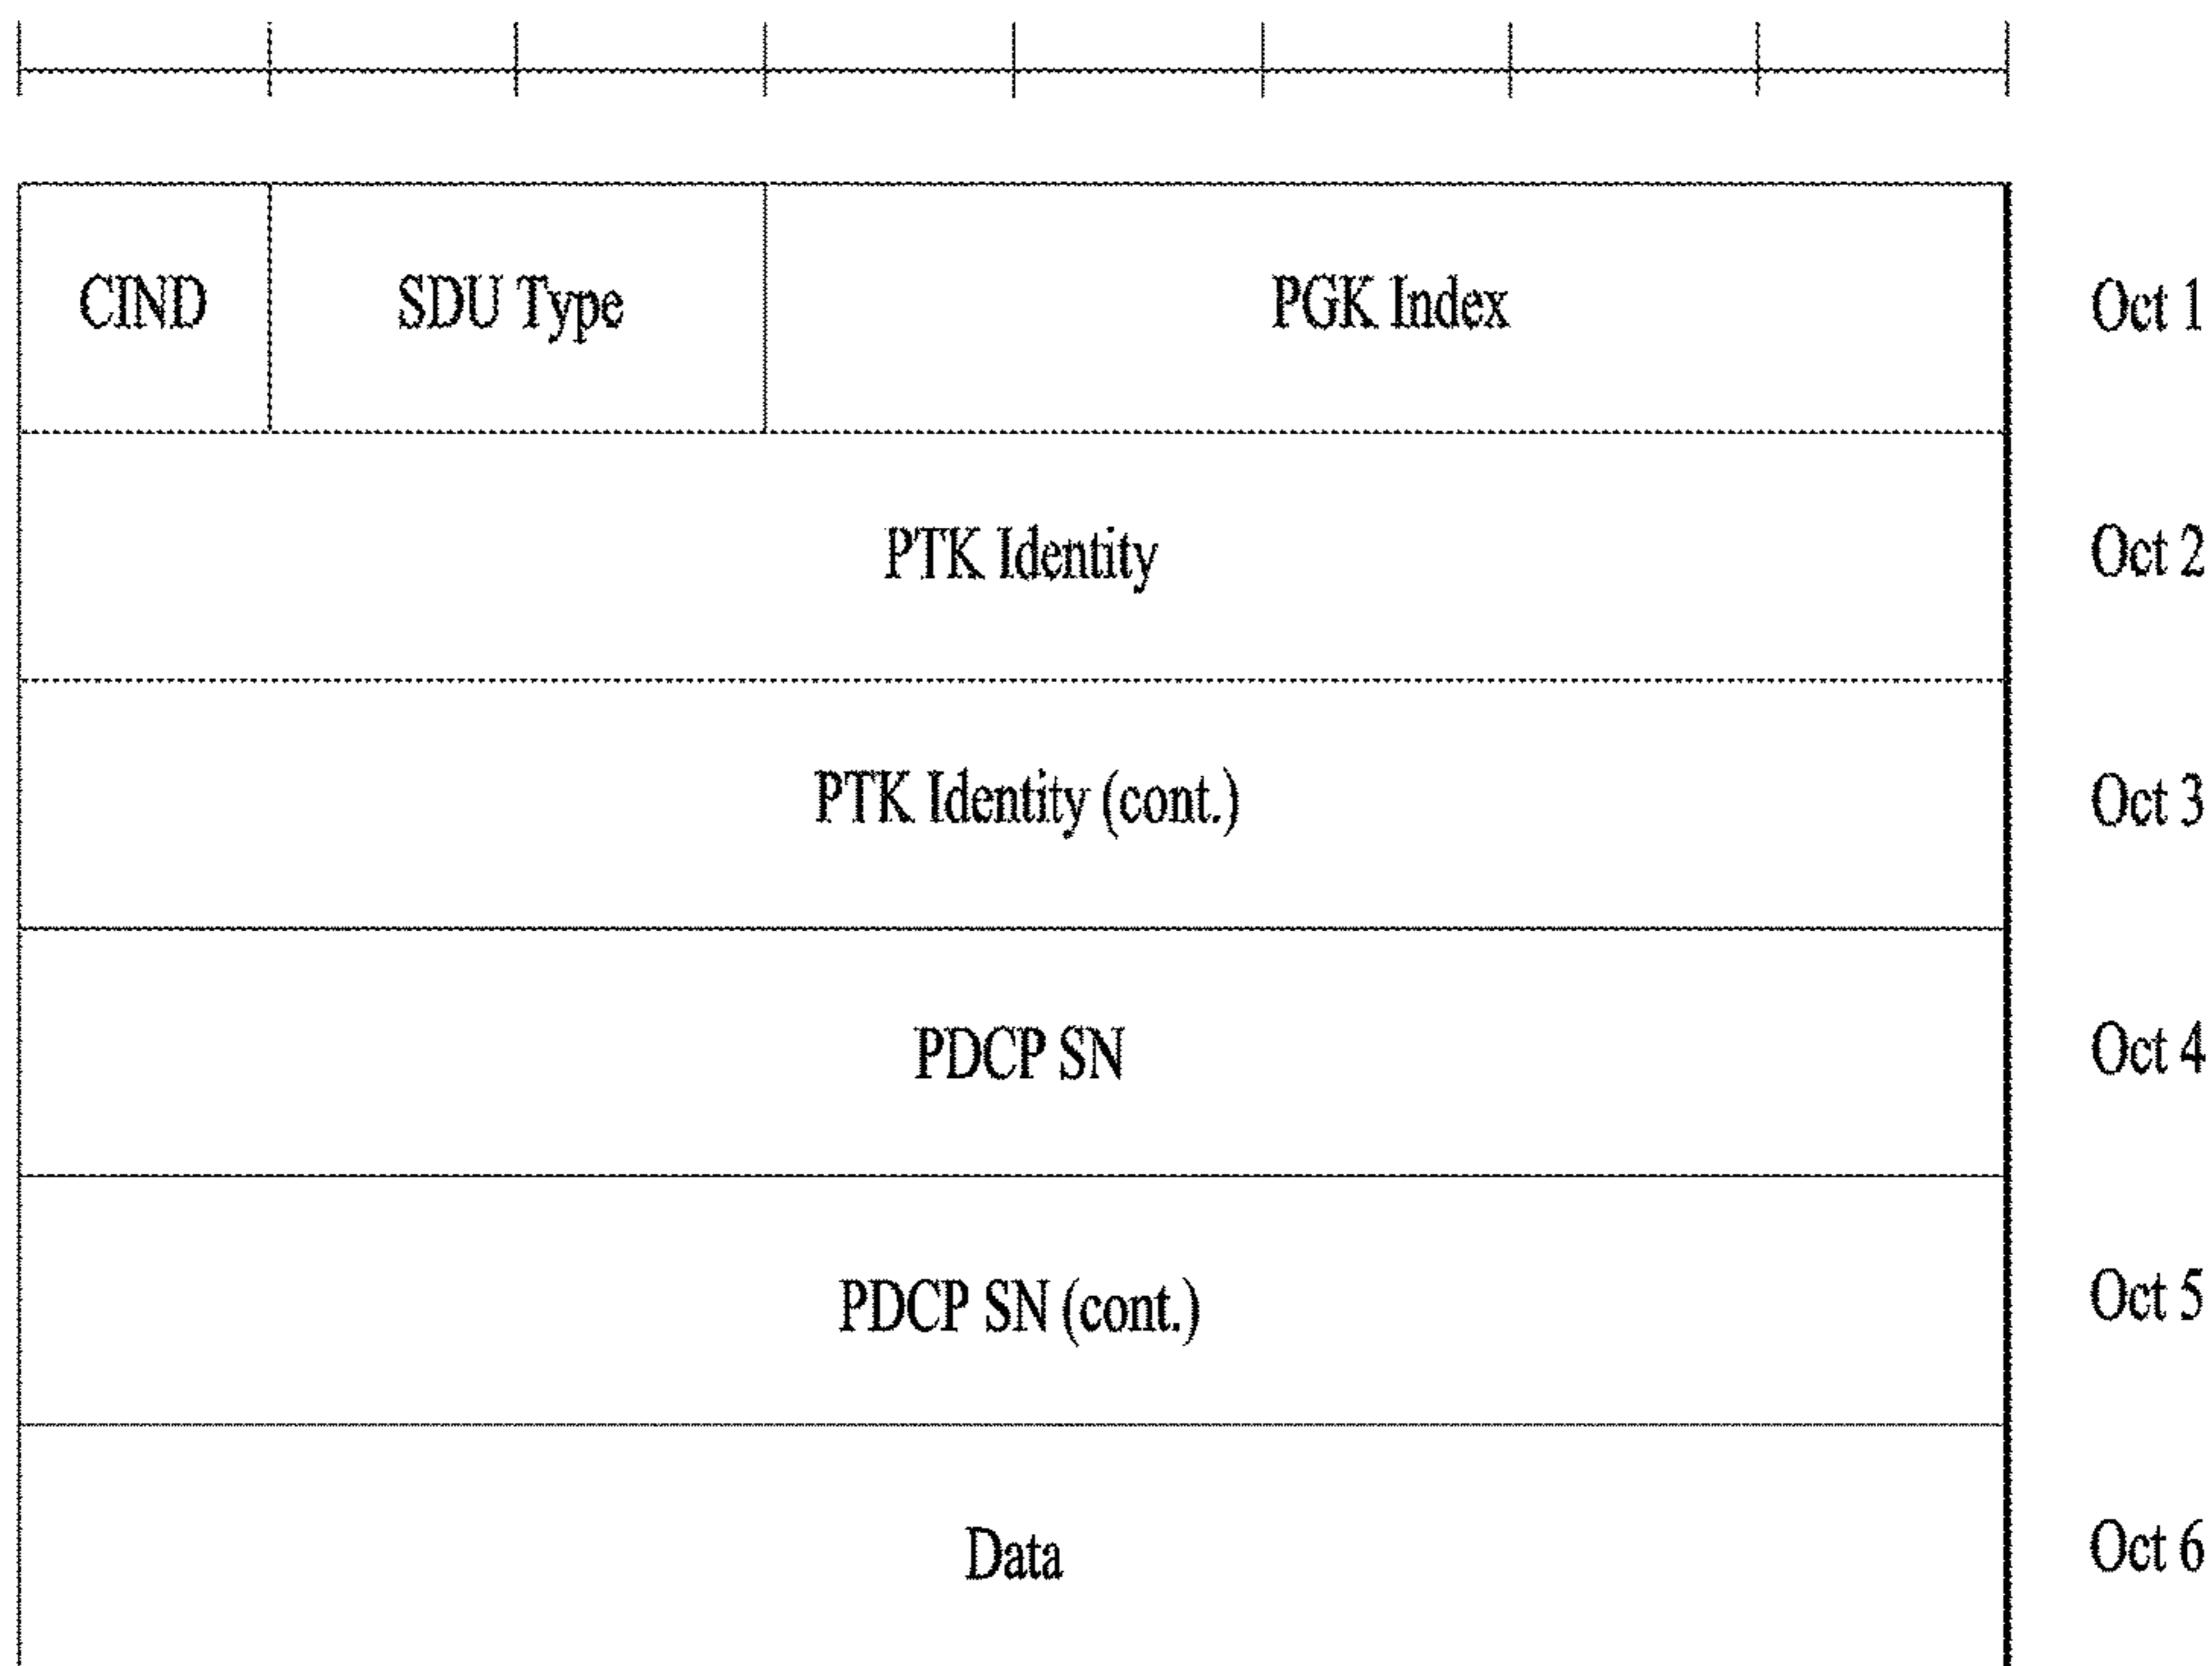 CIND SDU Type PGK Index Oct 1
PTK Identity Oct 2
PTK Identity (cont.) Oct 3
PDCP SN Oct 4
PDCP SN (cont.) Oct 5
Data Oct 6